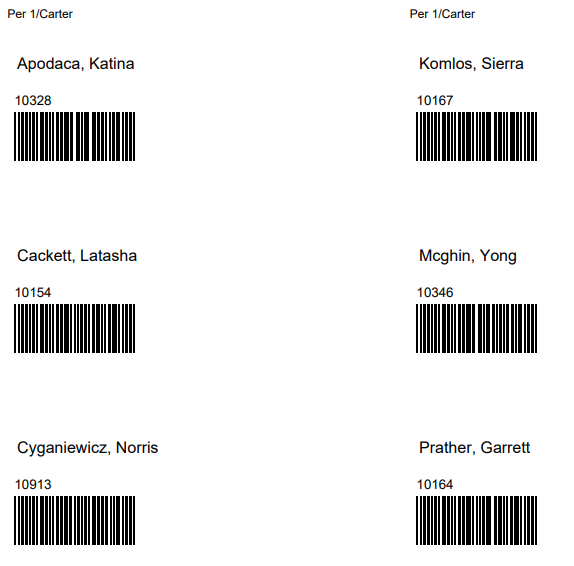 Per 1/Carter
Apodaca, Katina
10328
Cackett, Latasha
10154
Cyganiewicz, Norris
10913
Per 1/Carter
Komlos, Sierra
10167
Mcghin, Yong
10346
Prather, Garrett
10164